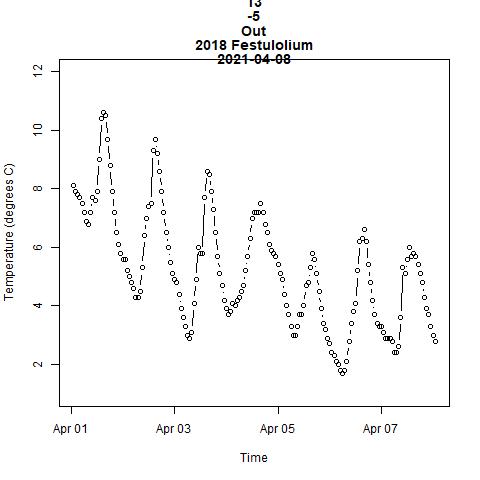 13
-5
Out
2018 Festulolium
2021-04-08
12
10
8
6
4
2
Temperature (degrees C)
Apr 01 Apr 03 Apr 05 Apr 07
Time